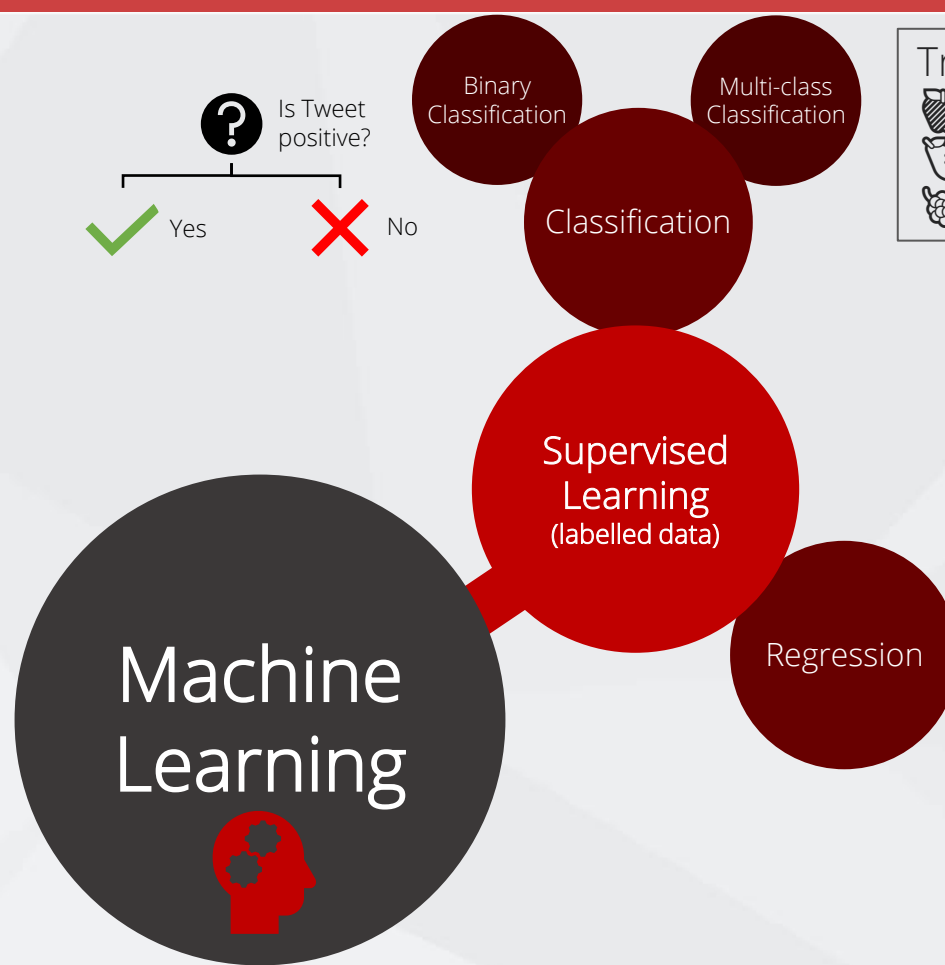 Binary
Classification
Multi-class
Classification
Is Tweet
positive?
Yes
No
Classification
Supervised
Learning
(labelled data)
Regression
Machine
Learning